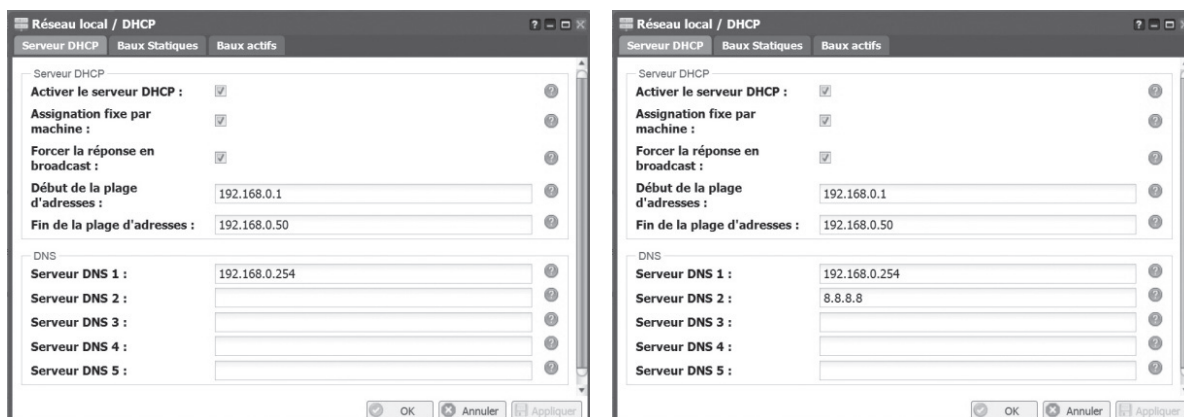 Réseau local / DHCP
Serveur DHCP Baux Statiques Baux actifs
Serveur DHCP
Activer le serveur DHCP :
Assignation fixe par
machine :
Forcer la réponse en
broadcast :
Début de la plage
d'adresses :
192.168.0.1
Fin de la plage d'adresses :
192.168.0.50
DNS
Serveur DNS 1 :
192.168.0.254
Serveur DNS 2 :
Serveur DNS 3 :
Serveur DNS 4 :
Serveur DNS 5 :
OK Annuler Appliquer
Réseau local / DHCP
Serveur DHCP Baux Statiques Baux actifs
Serveur DHCP
Activer le serveur DHCP :
Assignation fixe par
machine :
Forcer la réponse en
broadcast :
Début de la plage
d'adresses :
192.168.0.1
Fin de la plage d'adresses :
192.168.0.50
DNS
Serveur DNS 1 :
192.168.0.254
Serveur DNS 2 :
8.8.8.8
Serveur DNS 3 :
Serveur DNS 4 :
Serveur DNS 5 :
OK Annuler Appliquer